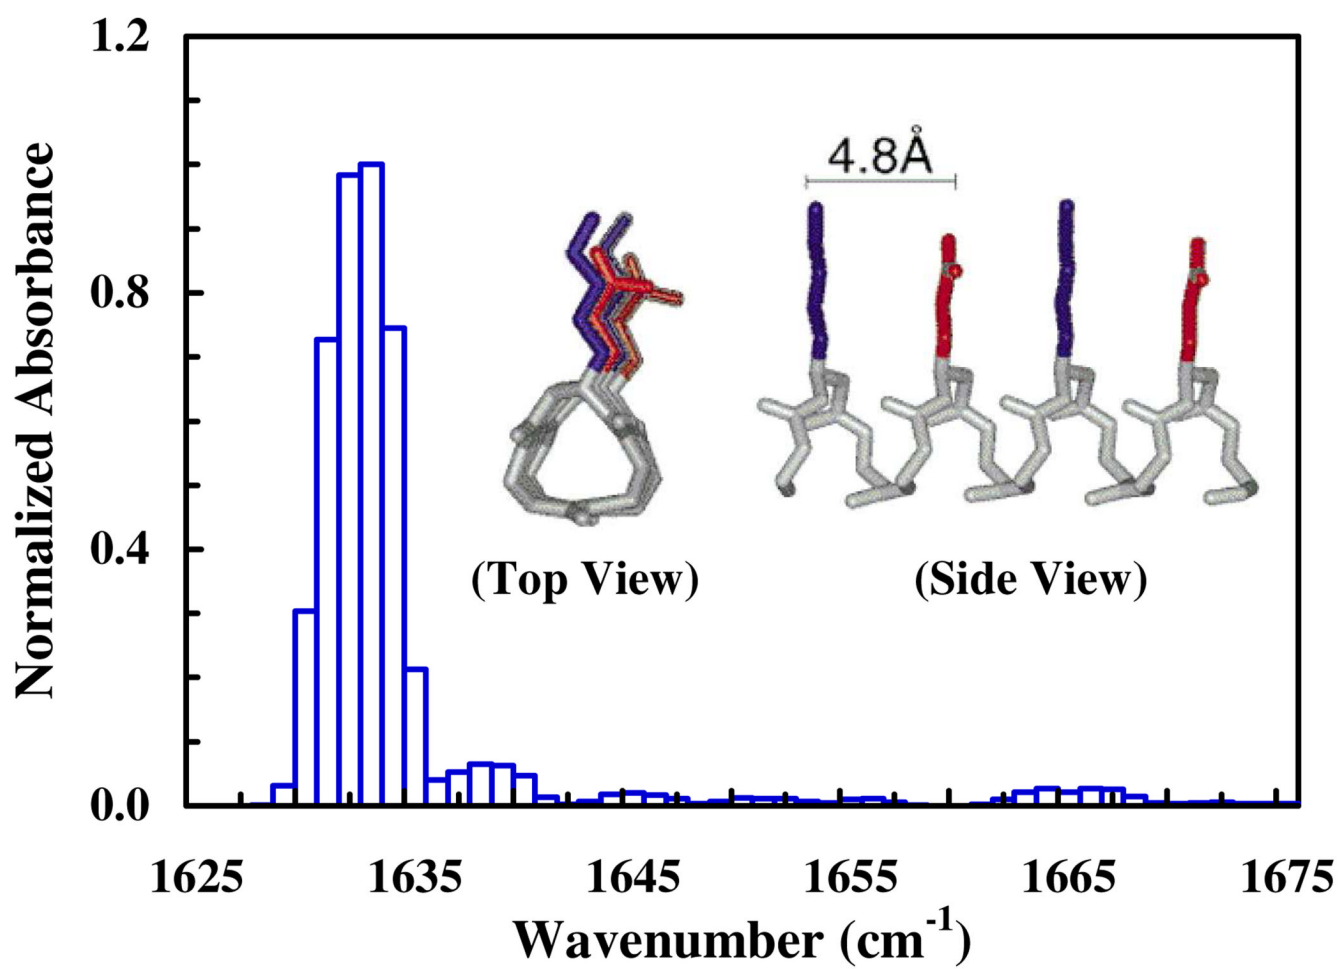 Normalized Absorbance
1.2
0.8
0.4
0.0
4.8Å
(Top View)
(Side View)
1625
1635
1645
1655
1665
1675
Wavenumber (cm⁻¹)